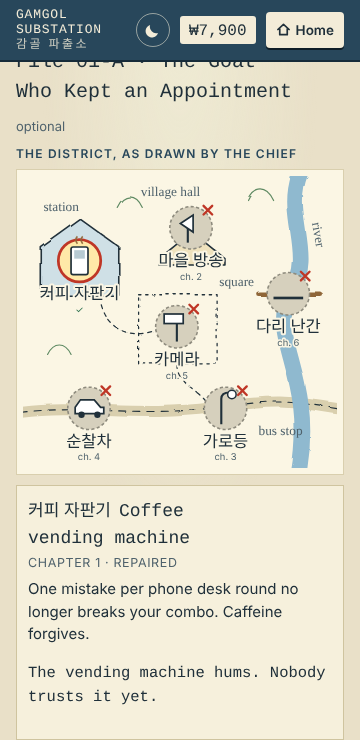 GAMGOL
SUBSTATION
감골 파출소
₩7,900
Home
File 01-A · The Goat
Who Kept an Appointment
optional
THE DISTRICT, AS DRAWN BY THE CHIEF
village hall
station
river
마을 방송
ch. 2
square
커피 자판기
다리 난간
ch. 6
카메라
ch. 5
순찰차
ch. 4
가로등
ch. 3
bus stop
커피 자판기 Coffee
vending machine
CHAPTER 1 · REPAIRED
One mistake per phone desk round no
longer breaks your combo. Caffeine
forgives.
The vending machine hums. Nobody
trusts it yet.